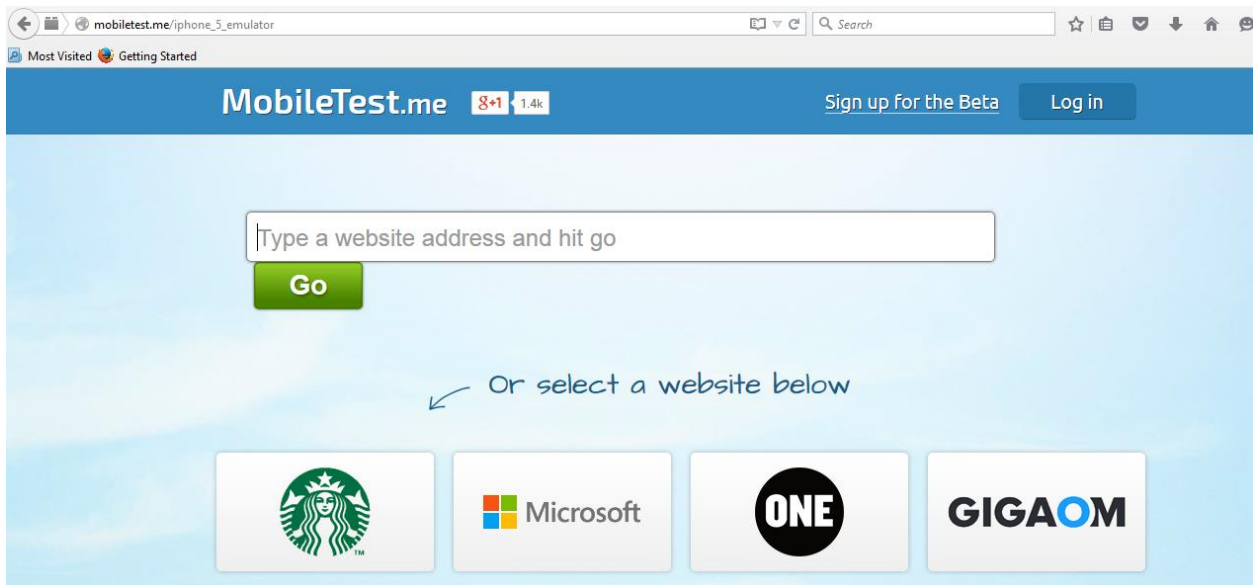 mobiletest.me/iphone_5_emulator
Search
Most Visited Getting Started
MobileTest.me
g+1 1.4k
Sign up for the Beta
Log in
Type a website address and hit go
Go
Or select a website below
TM
Microsoft
ONE
GIGAOM